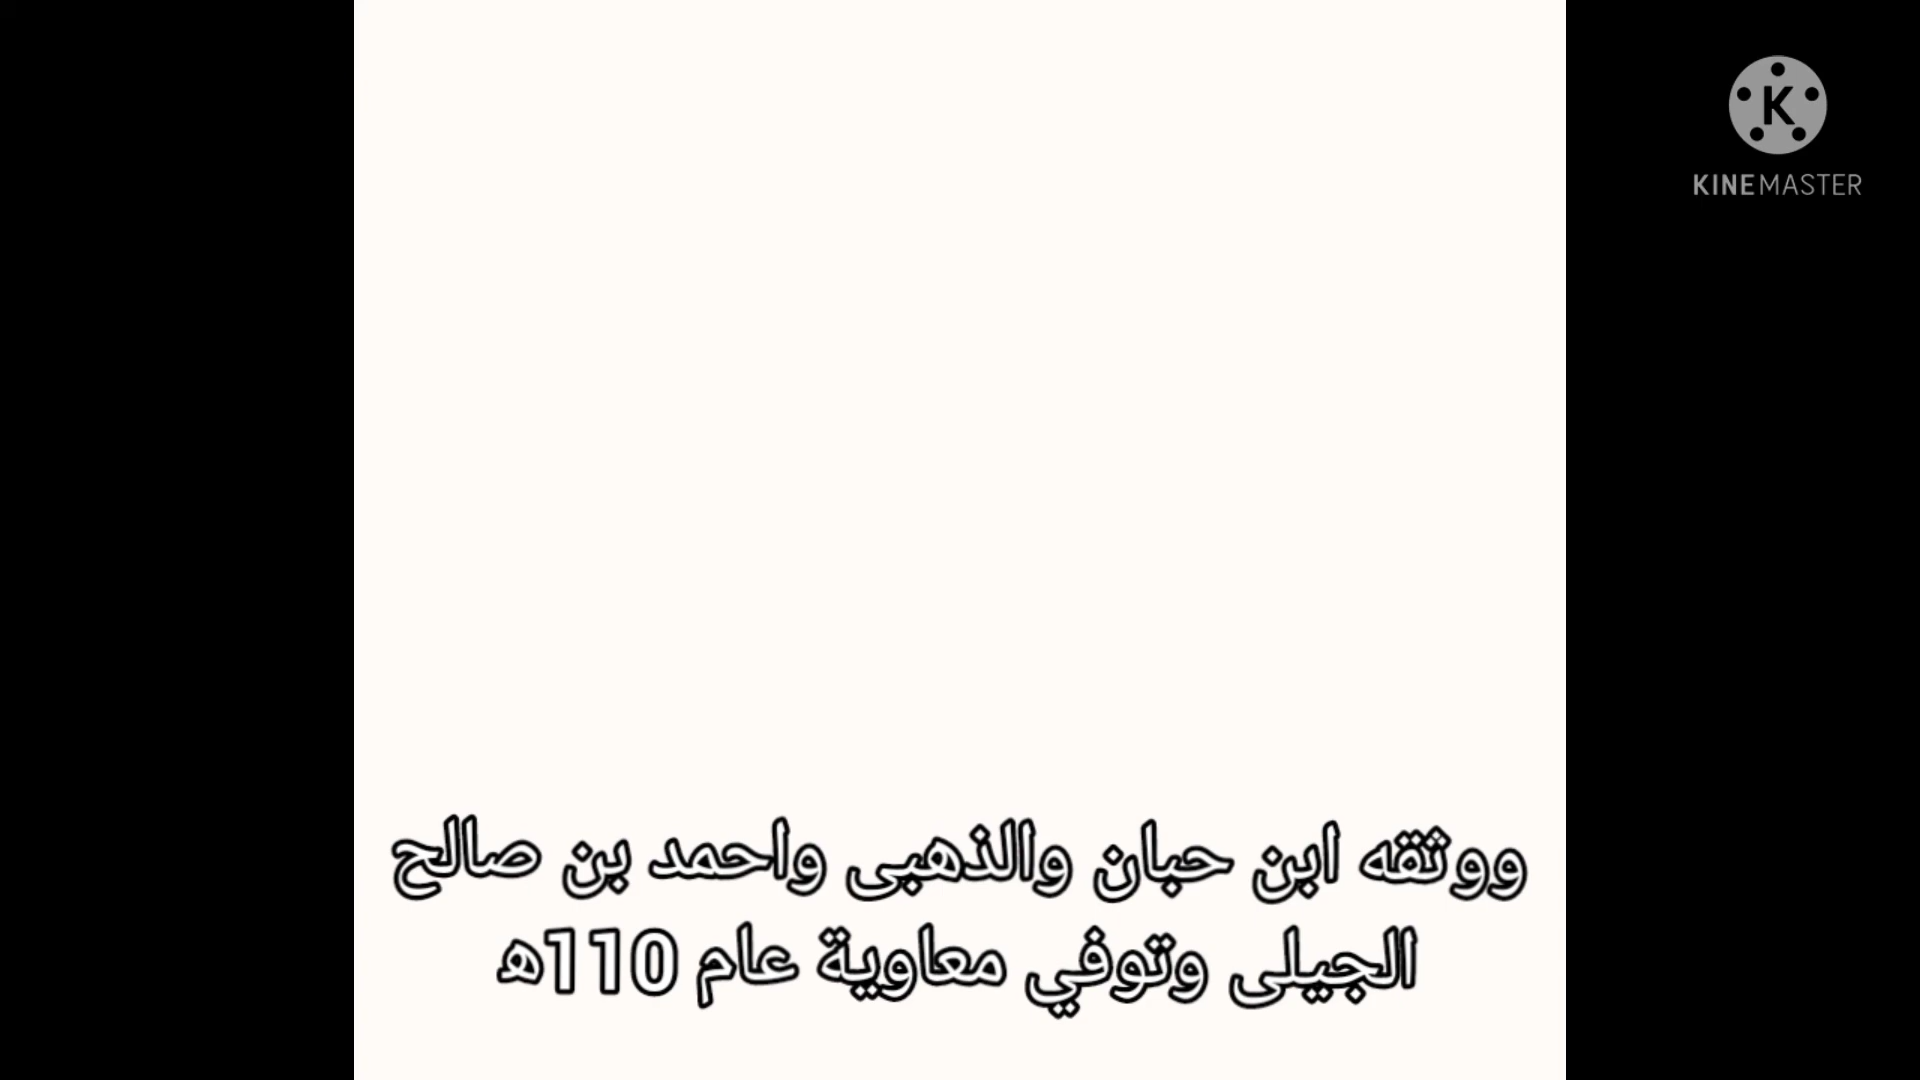 KINEMASTER
ووثقه ابن حبان والذهبى واحمد بن صالح
الجيلى وتوفي معاوية عام 110ه